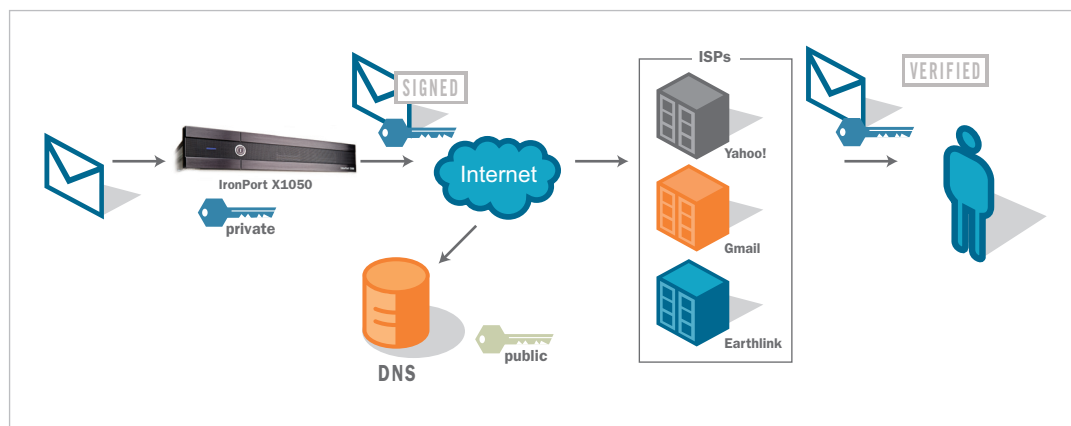 ISPs
SIGNED
VERIFIED
Yahoo!
Internet
IronPort X1050
private
Gmail
public
Earthlink
DNS